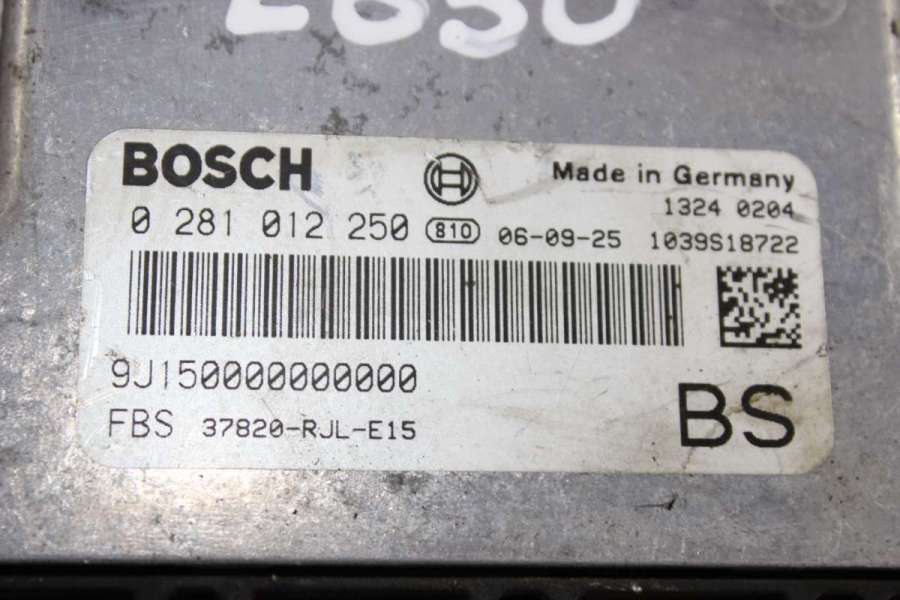 BOSCH
Made in Germany
1324 0204
0 281 012 250 810 06-09-25 1039S18722
9J150000000000
FBS 37820-RJL-E15
BS